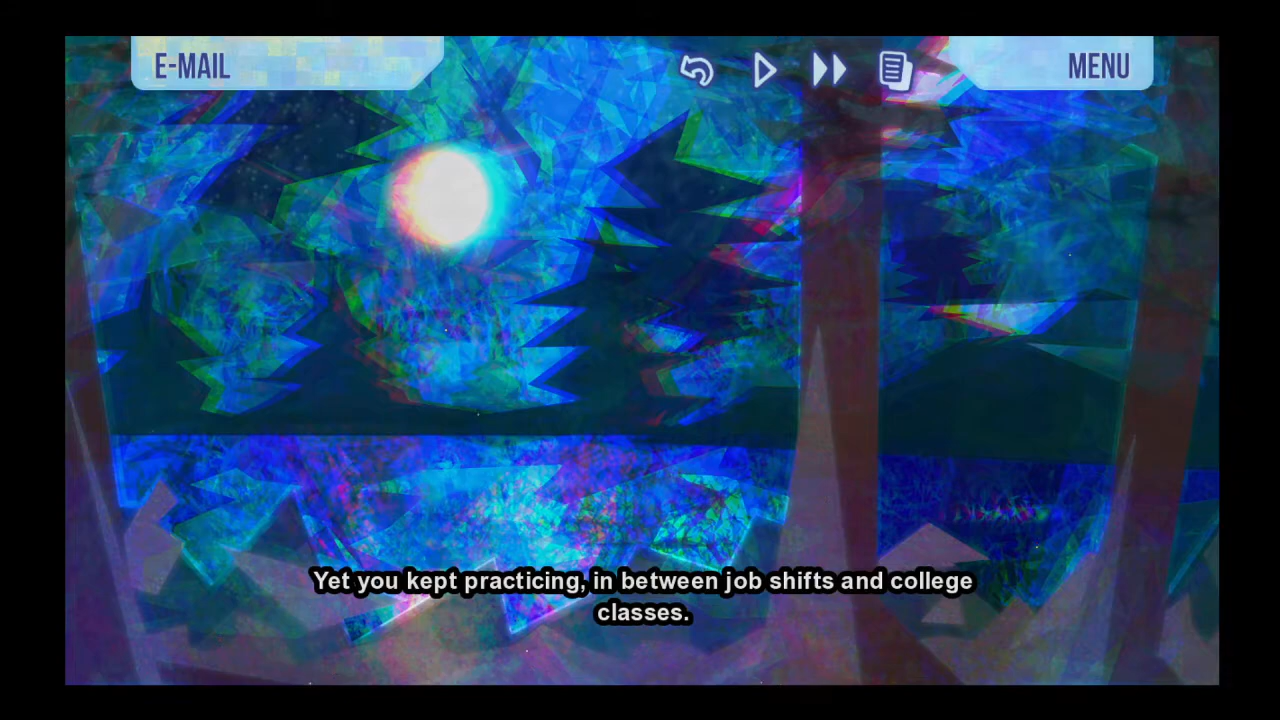 E-MAIL
MENU
Yet you kept practicing, in between job shifts and college
classes.